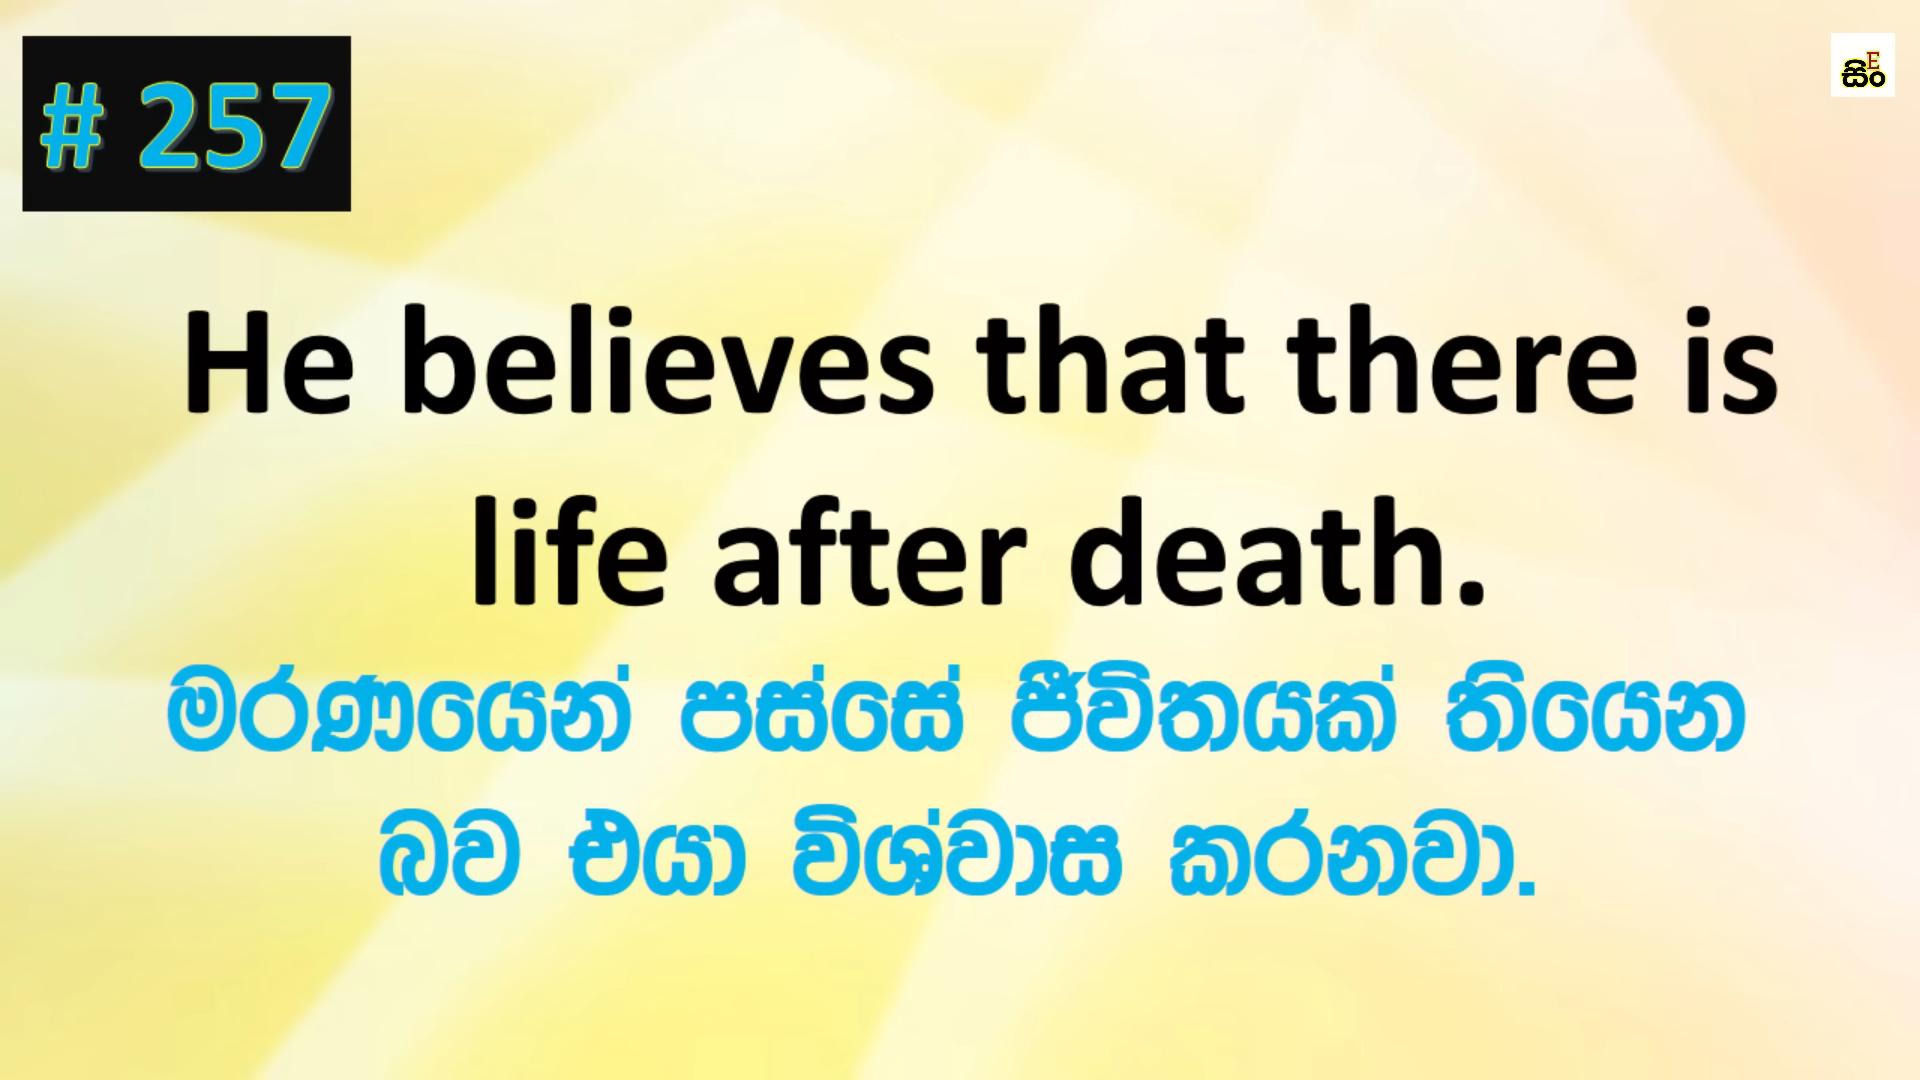 # 257
සිංE
He believes that there is
life after death.
මරණයෙන් පස්සේ ජීවිතයක් තියෙන
බව එයා විශ්වාස කරනවා.